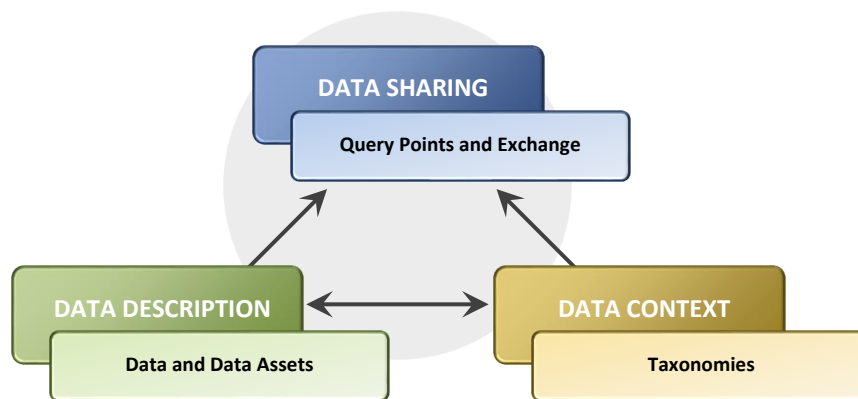 DATA SHARING
Query Points and Exchange
DATA DESCRIPTION
Data and Data Assets
DATA CONTEXT
Taxonomies